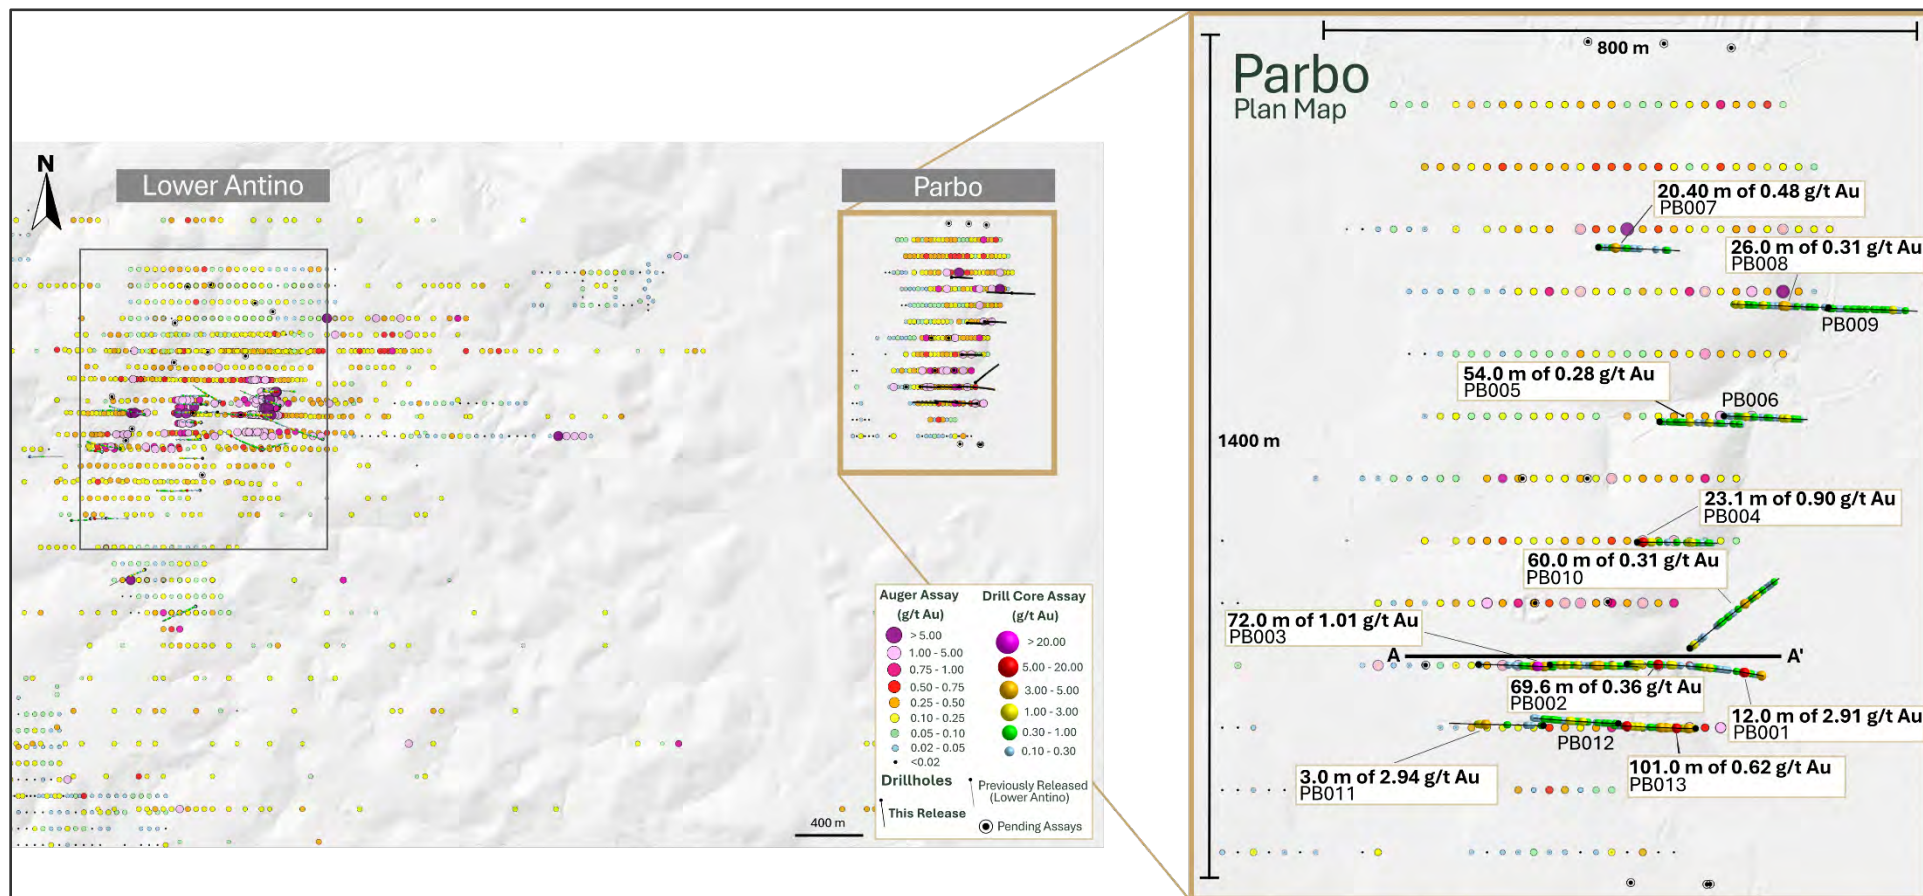 N
Lower Antino
Parbo
Auger Assay
(g/t Au)
> 5.00
1.00 - 5.00
0.75 - 1.00
0.50 - 0.75
0.25 - 0.50
0.10 - 0.25
0.05 - 0.10
0.02 - 0.05
<0.02
Drill Core Assay
(g/t Au)
> 20.00
5.00 - 20.00
3.00 - 5.00
1.00 - 3.00
0.30 - 1.00
0.10 - 0.30
Drillholes
This Release
Previously Released
(Lower Antino)
Pending Assays
400 m
Parbo
Plan Map
800 m
1400 m
20.40 m of 0.48 g/t Au
PB007
26.0 m of 0.31 g/t Au
PB008
PB009
54.0 m of 0.28 g/t Au
PB005
PB006
23.1 m of 0.90 g/t Au
PB004
60.0 m of 0.31 g/t Au
PB010
72.0 m of 1.01 g/t Au
PB003
A
A'
69.6 m of 0.36 g/t Au
PB002
12.0 m of 2.91 g/t Au
PB001
PB012
3.0 m of 2.94 g/t Au
PB011
101.0 m of 0.62 g/t Au
PB013